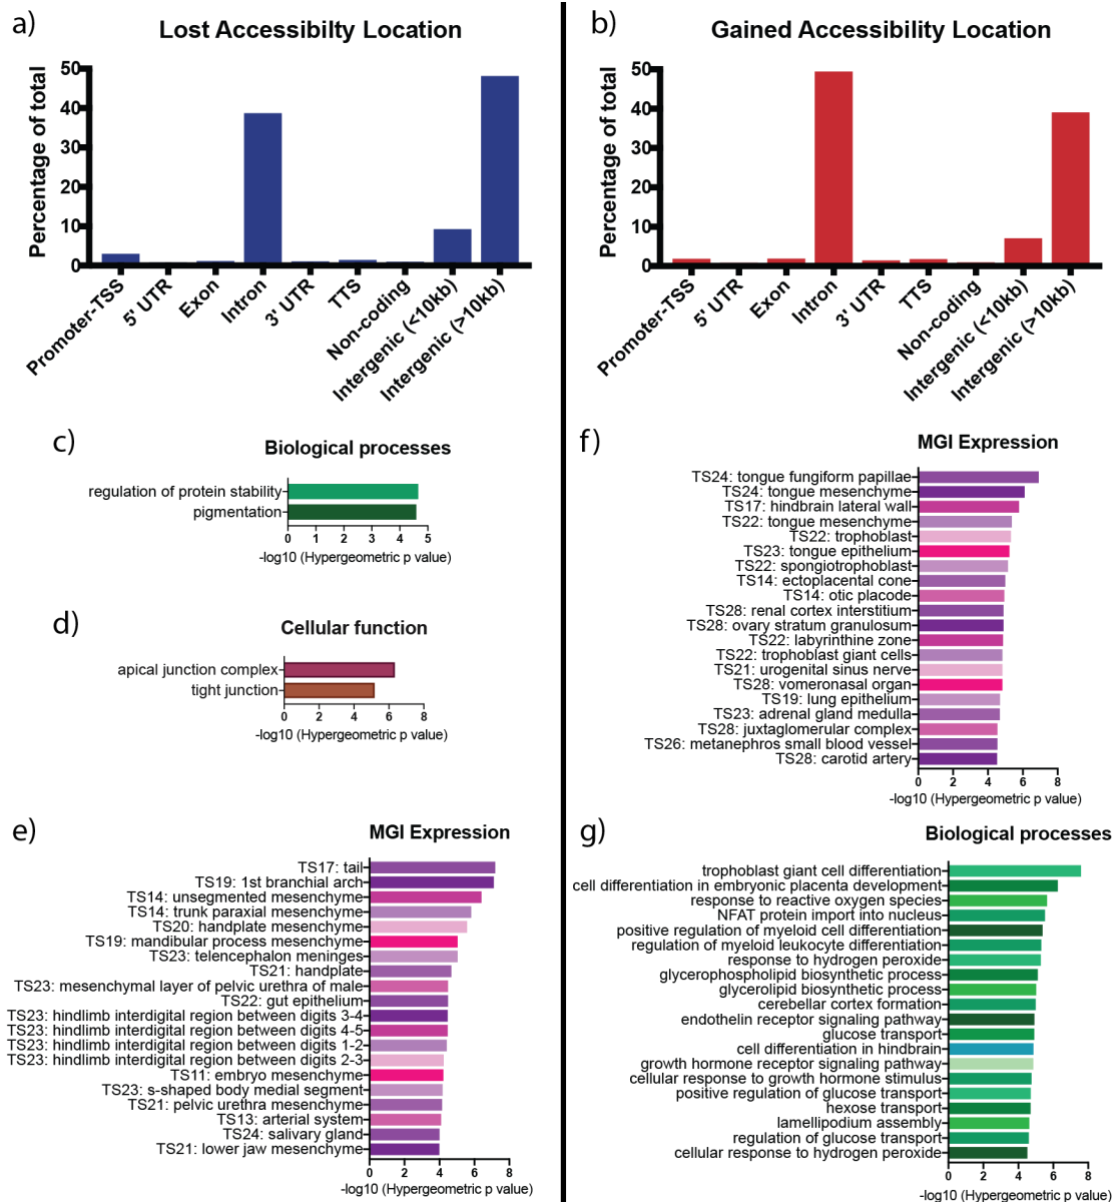 a)
Lost Accessibilty Location
Percentage of total
50
40
30
20
10
0
Promoter-TSS
5' UTR
Exon
Intron
3' UTR
TTS
Non-coding
Intergenic (<10kb)
Intergenic (>10kb)
b)
Gained Accessibility Location
Percentage of total
50
40
30
20
10
0
Promoter-TSS
5' UTR
Exon
Intron
3' UTR
TTS
Non-coding
Intergenic (<10kb)
Intergenic (>10kb)
c)
Biological processes
regulation of protein stability
pigmentation
0 1 2 3 4 5
-log10 (Hypergeometric p value)
d)
Cellular function
apical junction complex
tight junction
0 2 4 6 8
-log10 (Hypergeometric p value)
e)
MGI Expression
TS17: tail
TS19: 1st branchial arch
TS14: unsegmented mesenchyme
TS14: trunk paraxial mesenchyme
TS20: handplate mesenchyme
TS19: mandibular process mesenchyme
TS23: telencephalon meninges
TS21: handplate
TS23: mesenchymal layer of pelvic urethra of male
TS22: gut epithelium
TS23: hindlimb interdigital region between digits 3-4
TS23: hindlimb interdigital region between digits 4-5
TS23: hindlimb interdigital region between digits 1-2
TS23: hindlimb interdigital region between digits 2-3
TS11: embryo mesenchyme
TS23: s-shaped body medial segment
TS21: pelvic urethra mesenchyme
TS13: arterial system
TS24: salivary gland
TS21: lower jaw mesenchyme
0 2 4 6 8
-log10 (Hypergeometric p value)
f)
MGI Expression
TS24: tongue fungiform papillae
TS24: tongue mesenchyme
TS17: hindbrain lateral wall
TS22: tongue mesenchyme
TS22: trophoblast
TS23: tongue epithelium
TS22: spongiotrophoblast
TS14: ectoplacental cone
TS14: otic placode
TS28: renal cortex interstitium
TS28: ovary stratum granulosum
TS22: labyrinthine zone
TS22: trophoblast giant cells
TS21: urogenital sinus nerve
TS28: vomeronasal organ
TS19: lung epithelium
TS23: adrenal gland medulla
TS28: juxtaglomerular complex
TS26: metanephros small blood vessel
TS28: carotid artery
0 2 4 6 8
-log10 (Hypergeometric p value)
g)
Biological processes
trophoblast giant cell differentiation
cell differentiation in embryonic placenta development
response to reactive oxygen species
NFAT protein import into nucleus
positive regulation of myeloid cell differentiation
regulation of myeloid leukocyte differentiation
response to hydrogen peroxide
glycerophospholipid biosynthetic process
glycerolipid biosynthetic process
cerebellar cortex formation
endothelin receptor signaling pathway
glucose transport
cell differentiation in hindbrain
growth hormone receptor signaling pathway
cellular response to growth hormone stimulus
positive regulation of glucose transport
hexose transport
lamellipodium assembly
regulation of glucose transport
cellular response to hydrogen peroxide
0 2 4 6 8
-log10 (Hypergeometric p value)